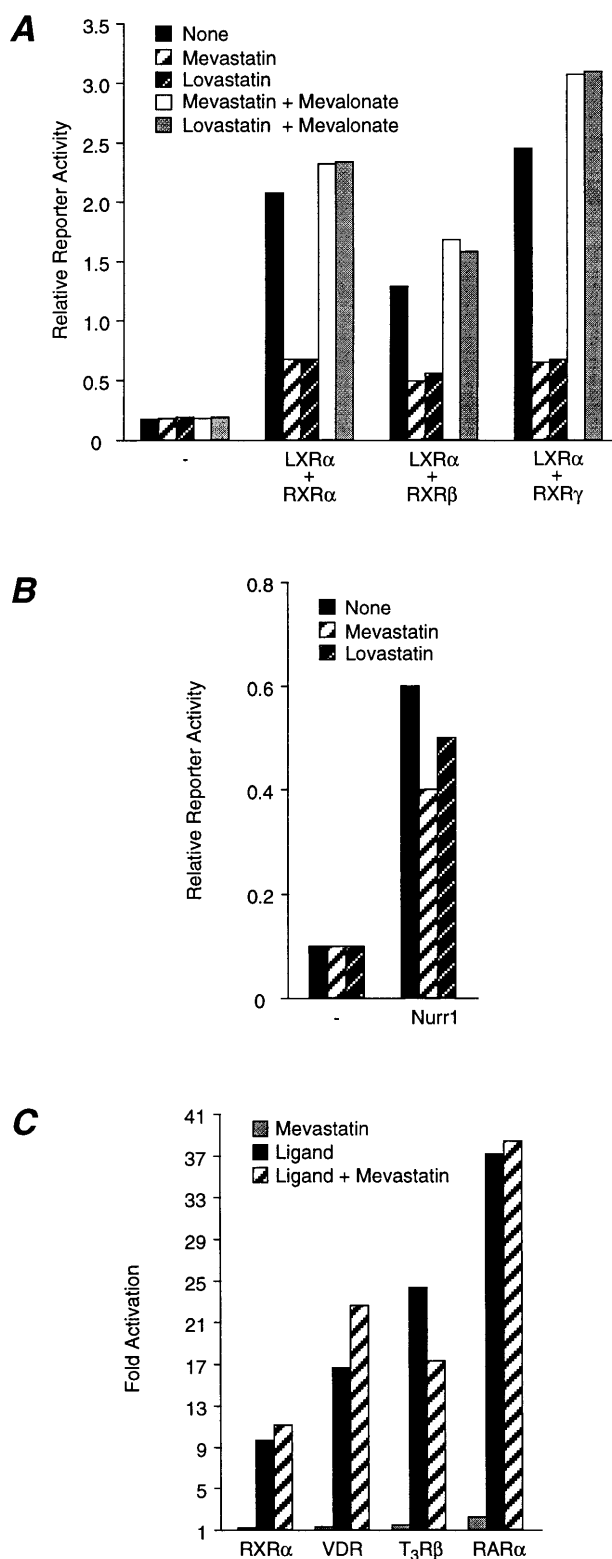 A
Relative Reporter Activity
3.5
3.0
2.5
2.0
1.5
1.0
0.5
0
None
Mevastatin
Lovastatin
Mevastatin + Mevalonate
Lovastatin + Mevalonate
-
LXRα
+
RXRα
LXRα
+
RXRβ
LXRα
+
RXRγ
B
Relative Reporter Activity
0.8
0.6
0.4
0.2
0
None
Mevastatin
Lovastatin
-
Nurr1
C
Fold Activation
41
37
33
29
25
21
17
13
9
5
1
Mevastatin
Ligand
Ligand + Mevastatin
RXRα
VDR
T₃Rβ
RARα